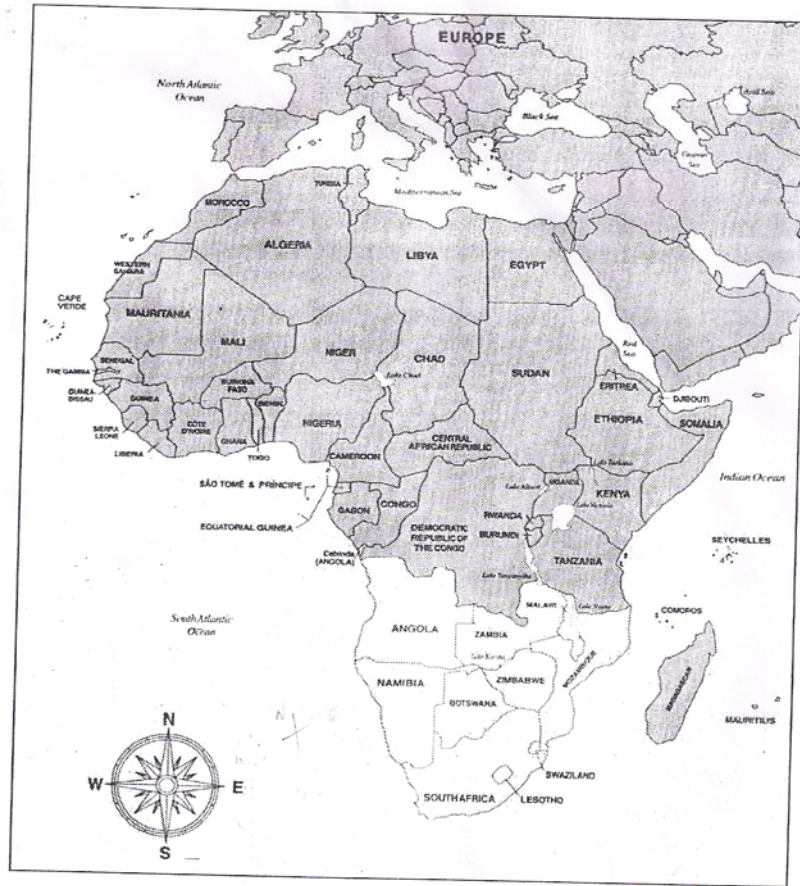 EUROPE
North Atlantic
Ocean
Aral Sea
Black Sea
Caspian
Sea
TUNISIA
Mediterranean Sea
MOROCCO
ALGERIA
LIBYA
EGYPT
WESTERN
SAHARA
CAPE
VERDE
MAURITANIA
MALI
NIGER
CHAD
SUDAN
Red
Sea
SENEGAL
THE GAMBIA
Lake Chad
ERITREA
DJIBOUTI
GUINEA-
BISSAU
GUINEA
BURKINA
FASO
BENIN
NIGERIA
ETHIOPIA
SOMALIA
SIERRA
LEONE
CÔTE
D'IVOIRE
GHANA
LIBERIA
TOGO
CAMEROON
CENTRAL
AFRICAN REPUBLIC
Lake Turkana
Indian Ocean
SÃO TOMÉ & PRÍNCIPE
Lake Albert
UGANDA
KENYA
Lake Victoria
GABON
CONGO
EQUATORIAL GUINEA
DEMOCRATIC
REPUBLIC OF
THE CONGO
RWANDA
BURUNDI
SEYCHELLES
Cabinda
(ANGOLA)
TANZANIA
Lake Tanganyika
MALAWI
Lake Nyasa
COMOROS
South Atlantic
Ocean
ANGOLA
ZAMBIA
Lake Kariba
MOZAMBIQUE
NAMIBIA
ZIMBABWE
BOTSWANA
MADAGASCAR
MAURITIUS
N
W
E
S
SWAZILAND
SOUTH AFRICA
LESOTHO